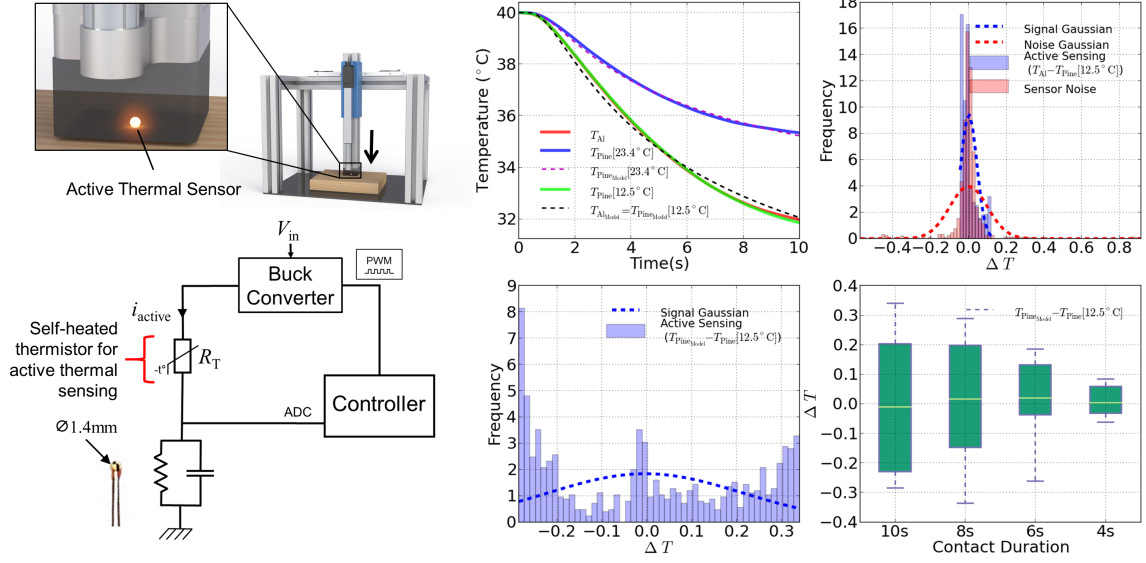 Active Thermal Sensor
V_in
Buck
Converter
PWM
i_active
Self-heated
thermistor for
active thermal
sensing
-t°
R_T
ADC
Controller
Ø1.4mm
Temperature (°C)
40
38
36
34
32
T_Al
T_Pine[23.4°C]
T_Pine_Model[23.4°C]
T_Pine[12.5°C]
T_Al_Model=T_Pine_Model[12.5°C]
0 2 4 6 8 10
Time(s)
Frequency
18
16
14
12
10
8
6
4
2
0
Signal Gaussian
Noise Gaussian
Active Sensing
(T_Al−T_Pine[12.5°C])
Sensor Noise
−0.4 −0.2 0.0 0.2 0.4 0.6 0.8
Δ T
Frequency
9
8
7
6
5
4
3
2
1
0
Signal Gaussian
Active Sensing
(T_Pine_Model−T_Pine[12.5°C])
−0.2 −0.1 0.0 0.1 0.2 0.3
Δ T
Δ T
0.4
0.3
0.2
0.1
0.0
−0.1
−0.2
−0.3
−0.4
T_Pine_Model−T_Pine[12.5°C]
10s 8s 6s 4s
Contact Duration